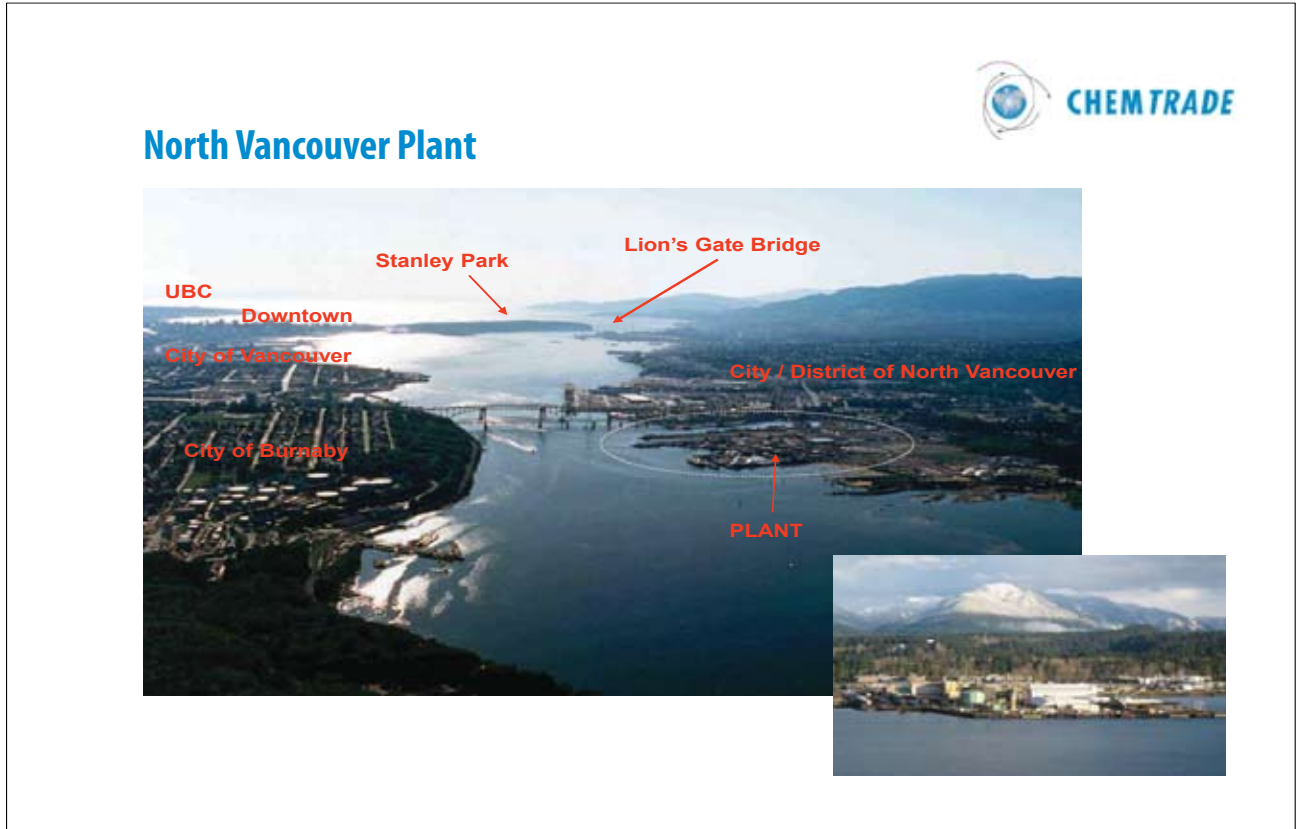 CHEMTRADE
North Vancouver Plant
Lion’s Gate Bridge
Stanley Park
UBC
Downtown
City of Vancouver
City / District of North Vancouver
City of Burnaby
PLANT